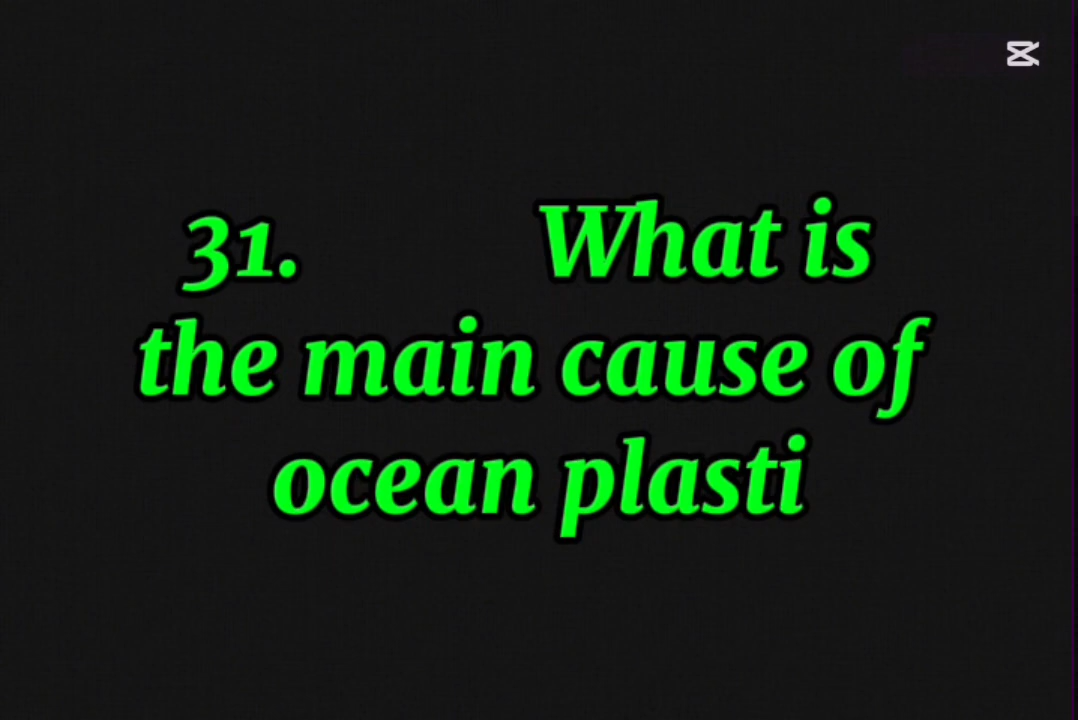 31. What is
the main cause of
ocean plasti